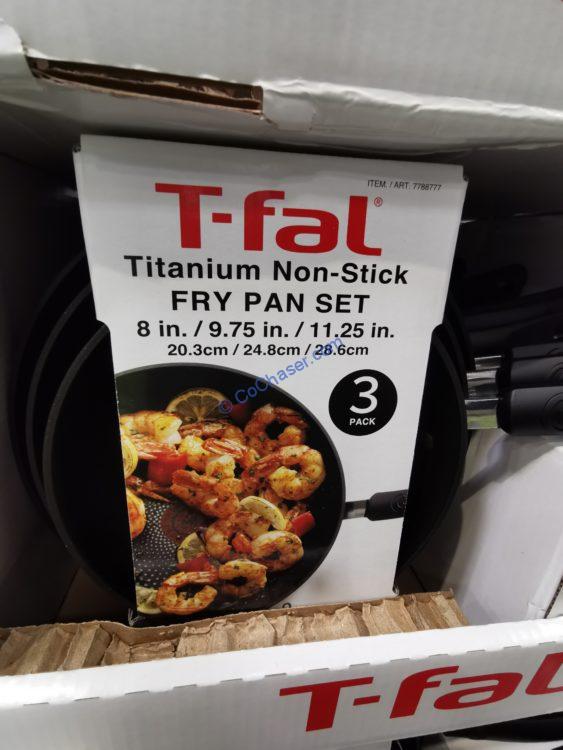 ITEM. / ART. 7788777
T-fal®
Titanium Non-Stick
FRY PAN SET
8 in. / 9.75 in. / 11.25 in.
20.3cm / 24.8cm / 28.6cm
© CoChaser.com
3
PACK
T-fal